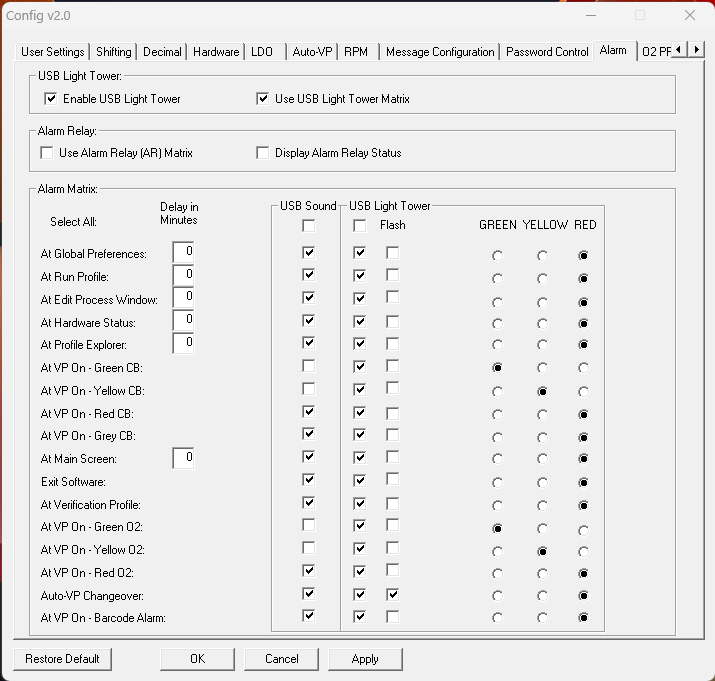 Config v2.0
User Settings Shifting Decimal Hardware LDO Auto-VP RPM Message Configuration Password Control Alarm O2 PF
USB Light Tower:
Enable USB Light Tower Use USB Light Tower Matrix
Alarm Relay:
Use Alarm Relay (AR) Matrix Display Alarm Relay Status
Alarm Matrix:
Delay in
Minutes
USB Sound USB Light Tower
Select All: Flash GREEN YELLOW RED
At Global Preferences: 0
At Run Profile: 0
At Edit Process Window: 0
At Hardware Status: 0
At Profile Explorer: 0
At VP On - Green CB:
At VP On - Yellow CB:
At VP On - Red CB:
At VP On - Grey CB:
At Main Screen: 0
Exit Software:
At Verification Profile:
At VP On - Green O2:
At VP On - Yellow O2:
At VP On - Red O2:
Auto-VP Changeover:
At VP On - Barcode Alarm:
Restore Default OK Cancel Apply